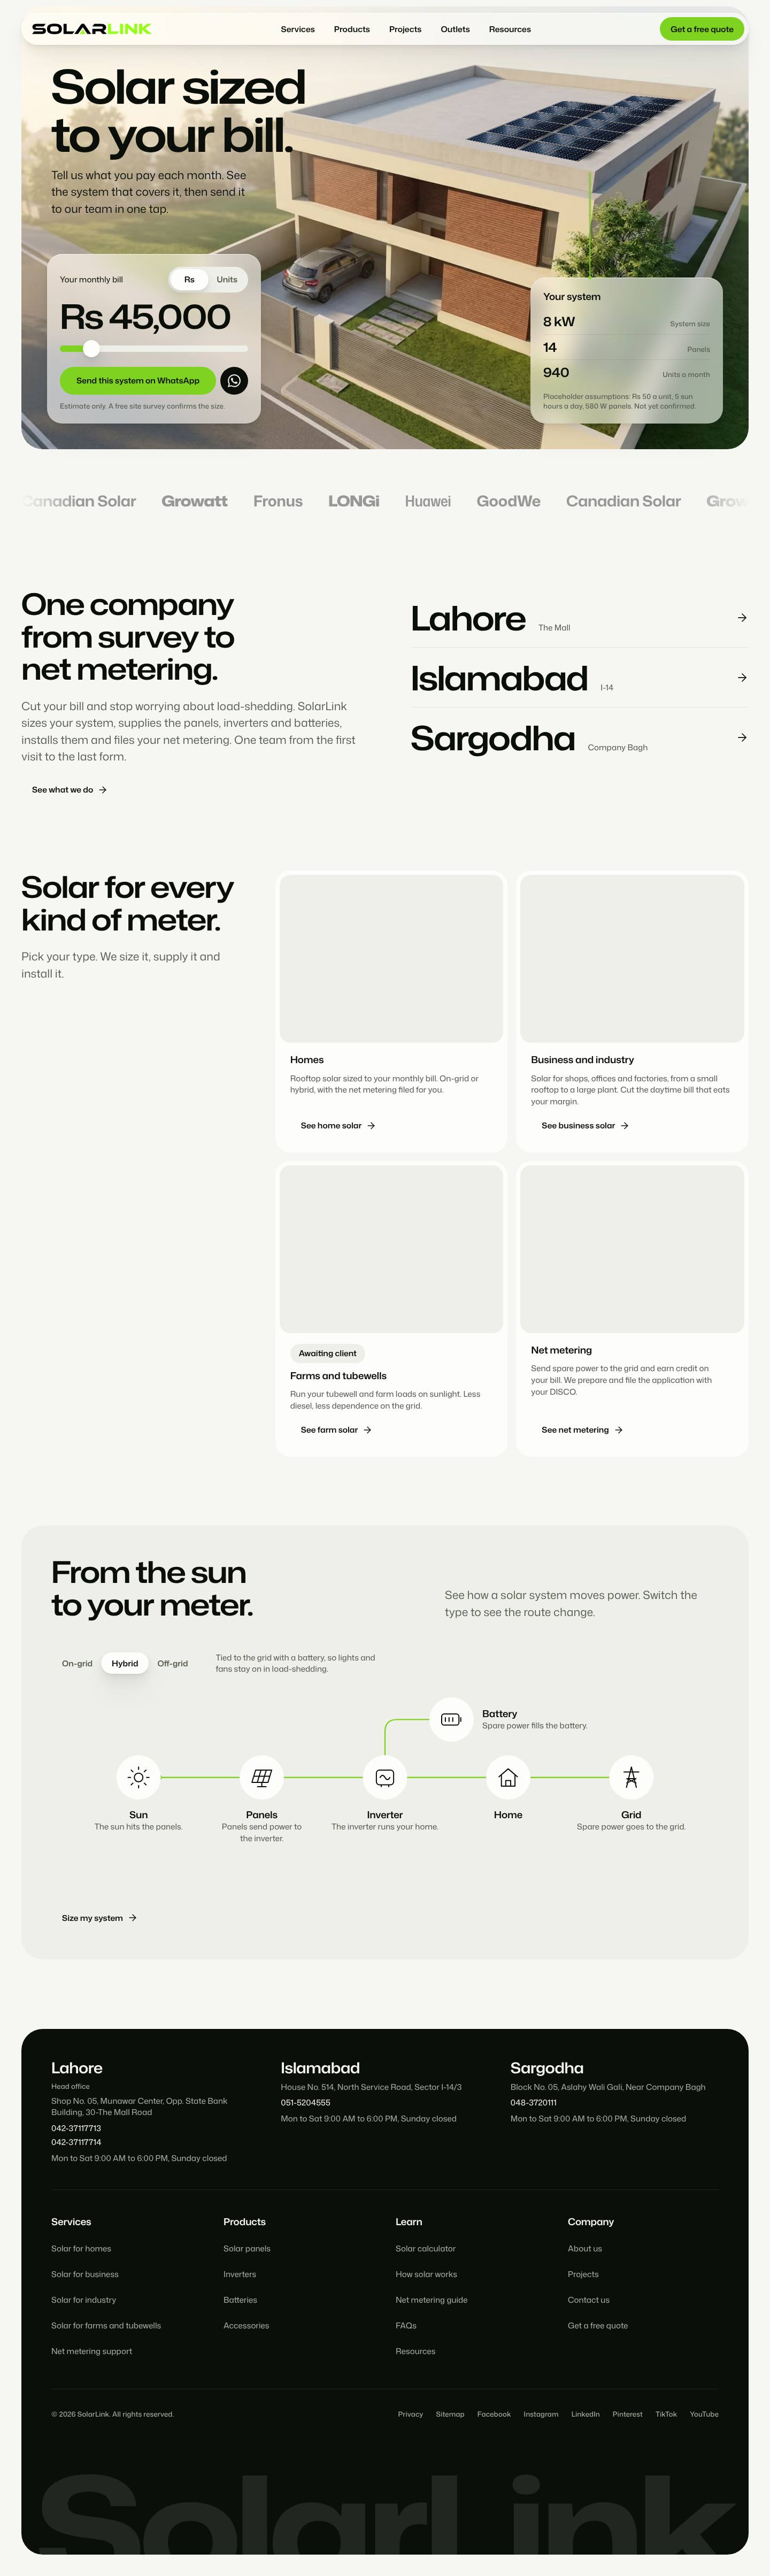 SOLARLINK
Services
Products
Projects
Outlets
Resources
Get a free quote
Solar sized
to your bill.
Tell us what you pay each month. See
the system that covers it, then send it
to our team in one tap.
Your monthly bill
Rs
Units
Rs 45,000
Send this system on WhatsApp
Estimate only. A free site survey confirms the size.
Your system
8 kW
System size
14
Panels
940
Units a month
Placeholder assumptions: Rs 50 a unit, 5 sun
hours a day, 580 W panels. Not yet confirmed.
Canadian Solar
Growatt
Fronus
LONGi
Huawei
GoodWe
Canadian Solar
Grow
One company
from survey to
net metering.
Cut your bill and stop worrying about load-shedding. SolarLink
sizes your system, supplies the panels, inverters and batteries,
installs them and files your net metering. One team from the first
visit to the last form.
See what we do
Lahore
The Mall
Islamabad
I-14
Sargodha
Company Bagh
Solar for every
kind of meter.
Pick your type. We size it, supply it and
install it.
Homes
Rooftop solar sized to your monthly bill. On-grid or
hybrid, with the net metering filed for you.
See home solar
Business and industry
Solar for shops, offices and factories, from a small
rooftop to a large plant. Cut the daytime bill that eats
your margin.
See business solar
Awaiting client
Farms and tubewells
Run your tubewell and farm loads on sunlight. Less
diesel, less dependence on the grid.
See farm solar
Net metering
Send spare power to the grid and earn credit on
your bill. We prepare and file the application with
your DISCO.
See net metering
From the sun
to your meter.
See how a solar system moves power. Switch the
type to see the route change.
On-grid
Hybrid
Off-grid
Tied to the grid with a battery, so lights and
fans stay on in load-shedding.
Battery
Spare power fills the battery.
Sun
The sun hits the panels.
Panels
Panels send power to
the inverter.
Inverter
The inverter runs your home.
Home
Grid
Spare power goes to the grid.
Size my system
Lahore
Head office
Shop No. 05, Munawar Center, Opp. State Bank
Building, 30-The Mall Road
042-37117713
042-37117714
Mon to Sat 9:00 AM to 6:00 PM, Sunday closed
Islamabad
House No. 514, North Service Road, Sector I-14/3
051-5204555
Mon to Sat 9:00 AM to 6:00 PM, Sunday closed
Sargodha
Block No. 05, Aslahy Wali Gali, Near Company Bagh
048-3720111
Mon to Sat 9:00 AM to 6:00 PM, Sunday closed
Services
Solar for homes
Solar for business
Solar for industry
Solar for farms and tubewells
Net metering support
Products
Solar panels
Inverters
Batteries
Accessories
Learn
Solar calculator
How solar works
Net metering guide
FAQs
Resources
Company
About us
Projects
Contact us
Get a free quote
© 2026 SolarLink. All rights reserved.
Privacy
Sitemap
Facebook
Instagram
LinkedIn
Pinterest
TikTok
YouTube
SolarLink